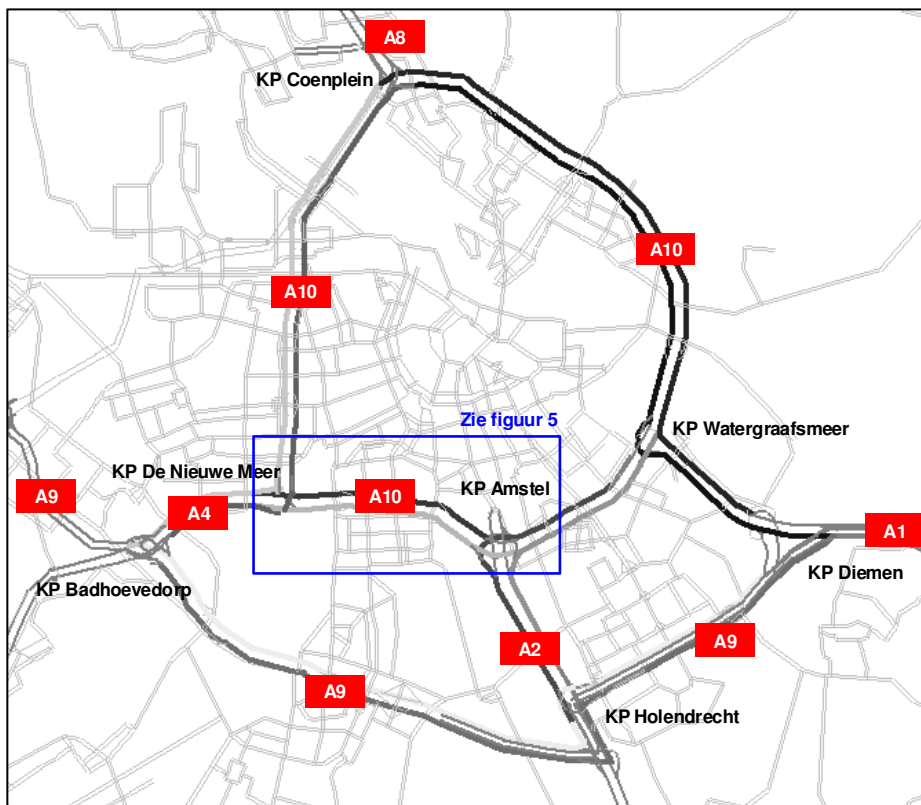 A8
KP Coenplein
A10
A10
Zie figuur 5
KP Watergraafsmeer
KP De Nieuwe Meer
A10
KP Amstel
A9
A4
A1
KP Diemen
KP Badhoevedorp
A2
A9
A9
KP Holendrecht